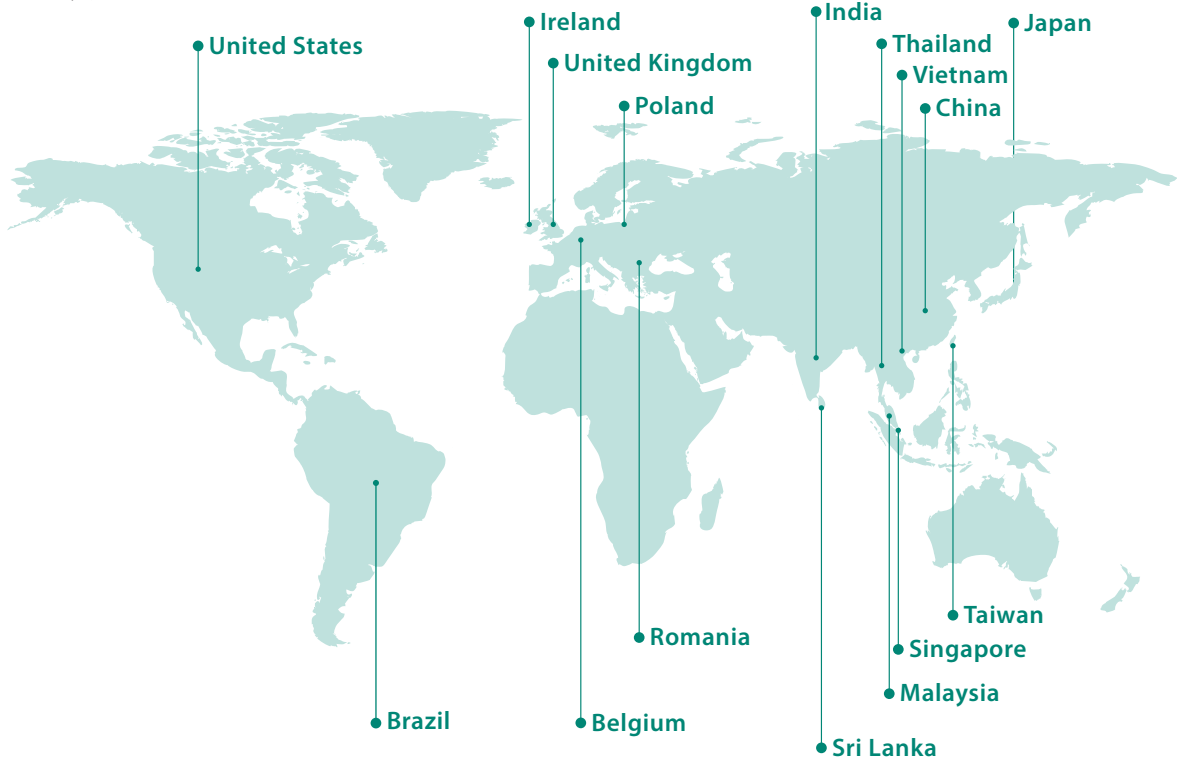 India
Ireland
Japan
United States
Thailand
United Kingdom
Vietnam
Poland
China
Taiwan
Romania
Singapore
Malaysia
Brazil
Belgium
Sri Lanka